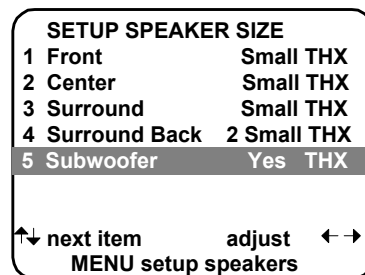 SETUP SPEAKER SIZE
1 Front Small THX
2 Center Small THX
3 Surround Small THX
4 Surround Back 2 Small THX
5 Subwoofer Yes THX
next item adjust
MENU setup speakers